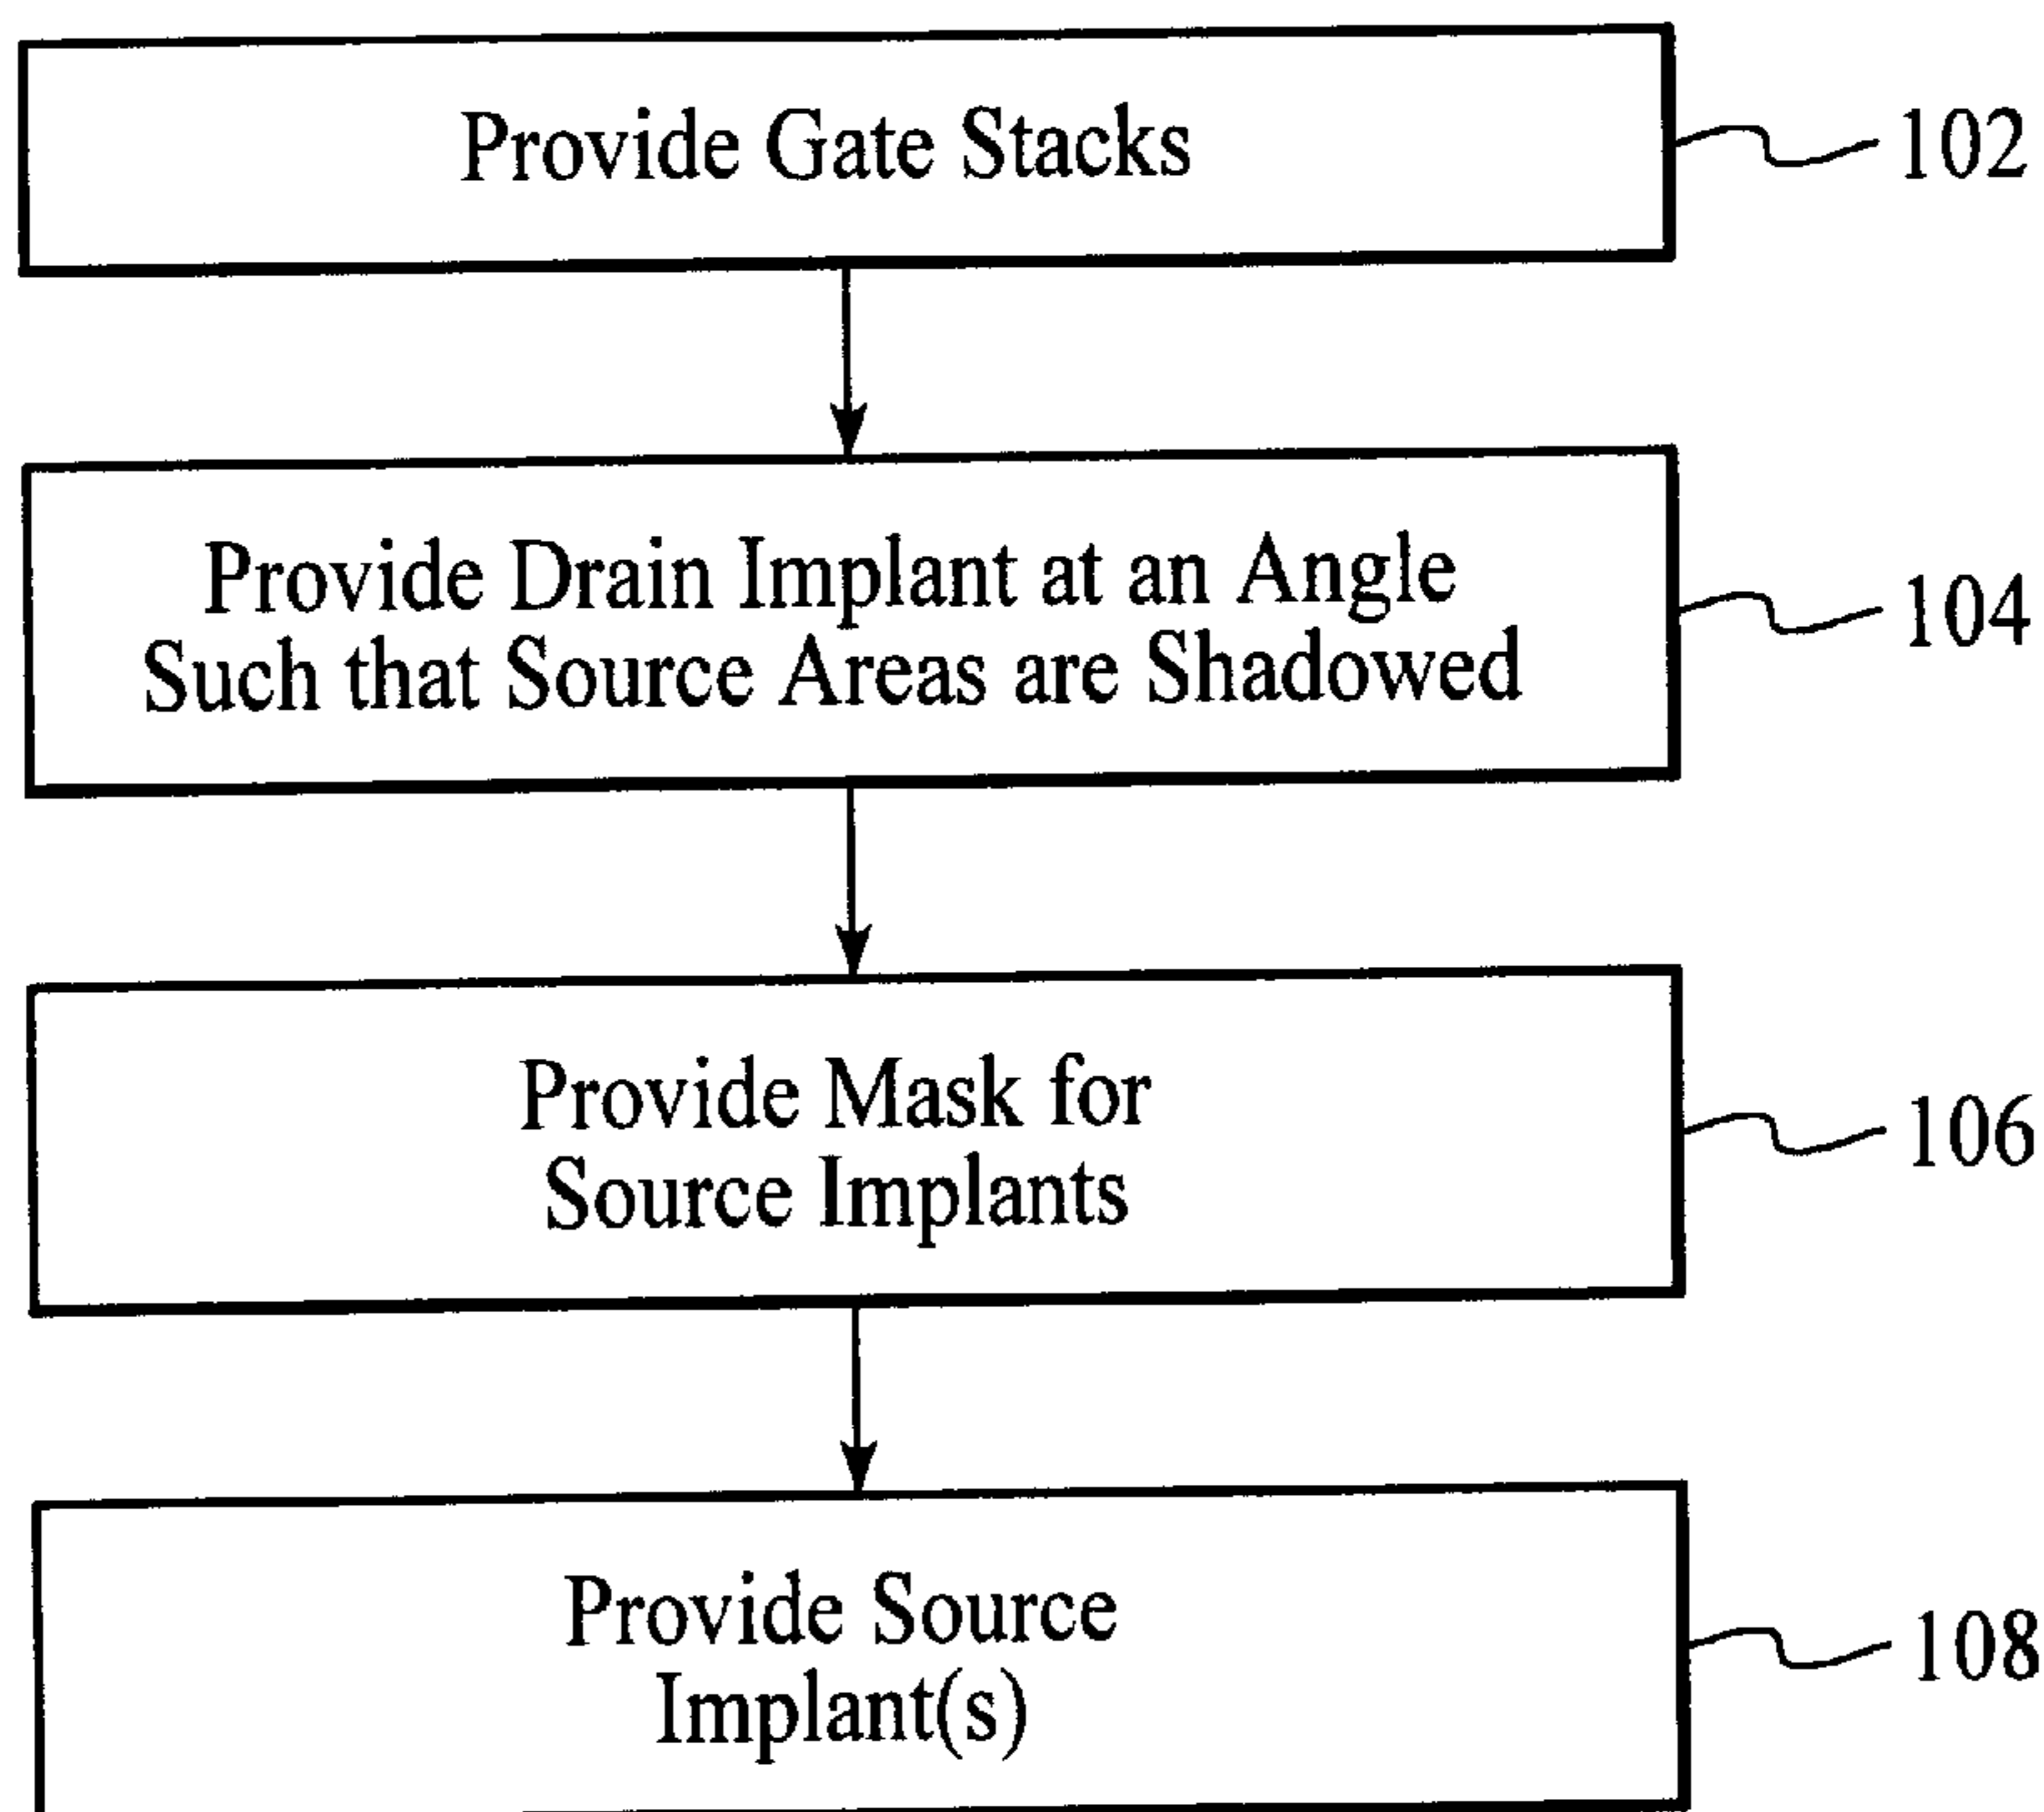 Provide Gate Stacks
102
Provide Drain Implant at an Angle
Such that Source Areas are Shadowed
104
Provide Mask for
Source Implants
106
Provide Source
Implant(s)
108